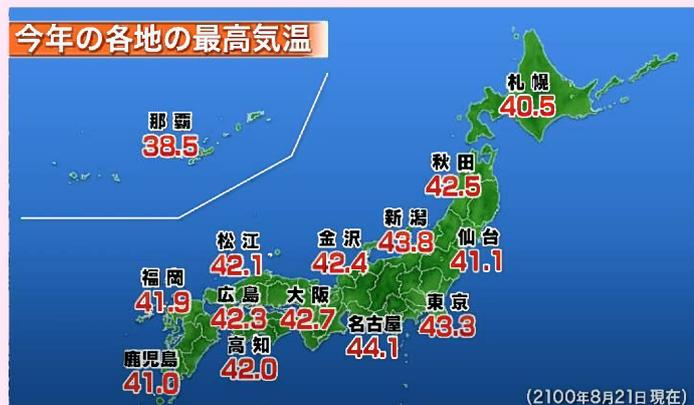 今年の各地の最高気温
札幌
40.5
那覇
38.5
秋田
42.5
新潟
43.8
仙台
41.1
金沢
42.4
松江
42.1
福岡
41.9
広島
42.3
大阪
42.7
東京
43.3
名古屋
44.1
高知
42.0
鹿児島
41.0
(2100年8月21日現在)